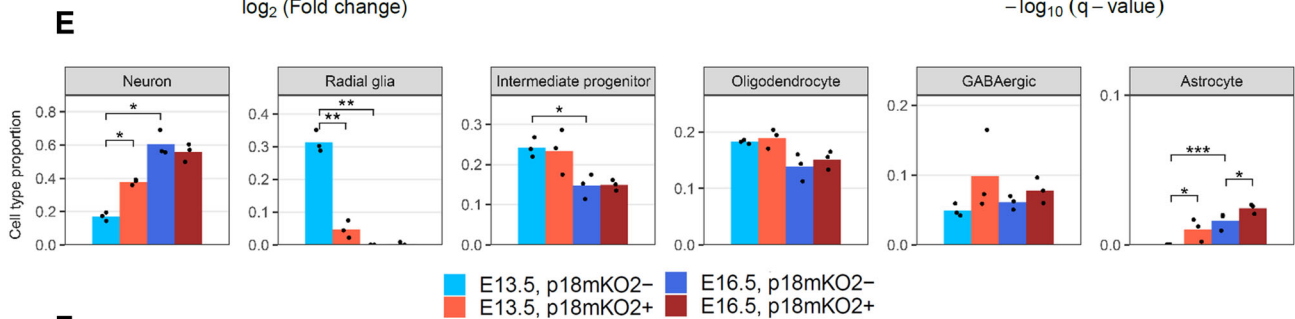 log2 (Fold change)
−log10 (q−value)
E
Neuron
Radial glia
Intermediate progenitor
Oligodendrocyte
GABAergic
Astrocyte
Cell type proportion
0.8
0.6
0.4
0.2
0.0
*
*
0.4
0.3
0.2
0.1
0.0
**
**
0.3
0.2
0.1
0.0
*
0.2
0.1
0.0
0.2
0.1
0.0
0.1
0.0
***
*
*
E13.5, p18mKO2−
E13.5, p18mKO2+
E16.5, p18mKO2−
E16.5, p18mKO2+